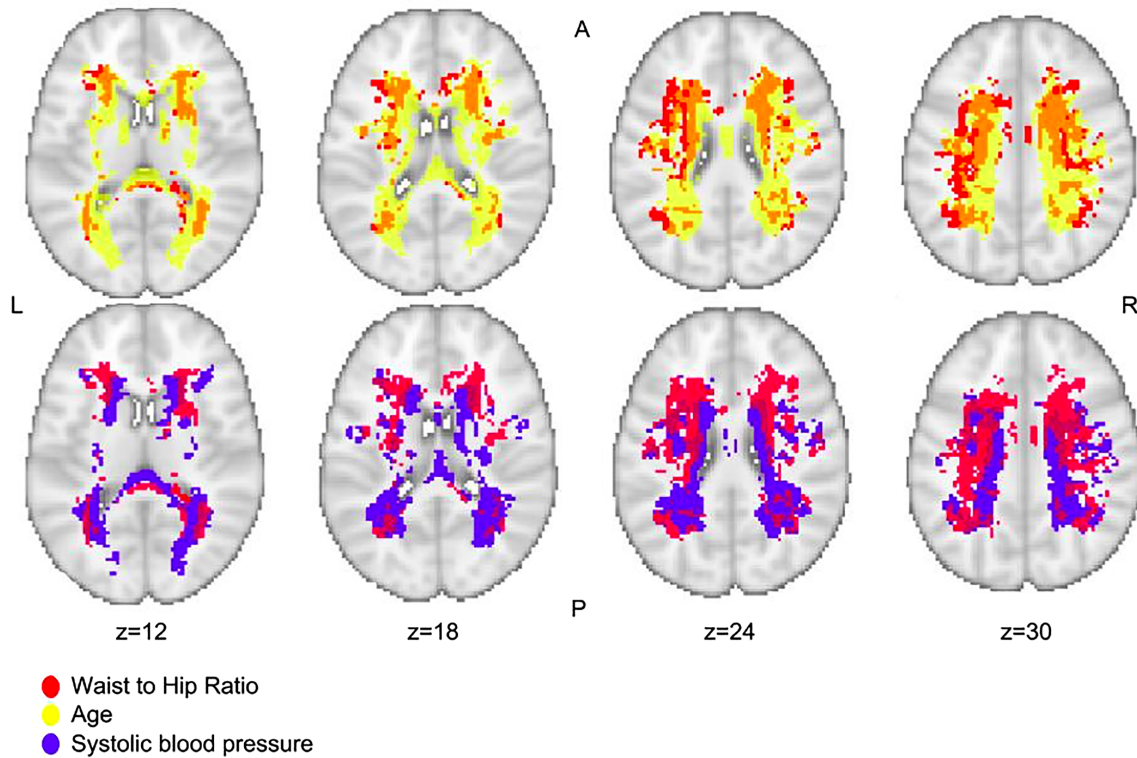 A
L
R
P
z=12
z=18
z=24
z=30
Waist to Hip Ratio
Age
Systolic blood pressure